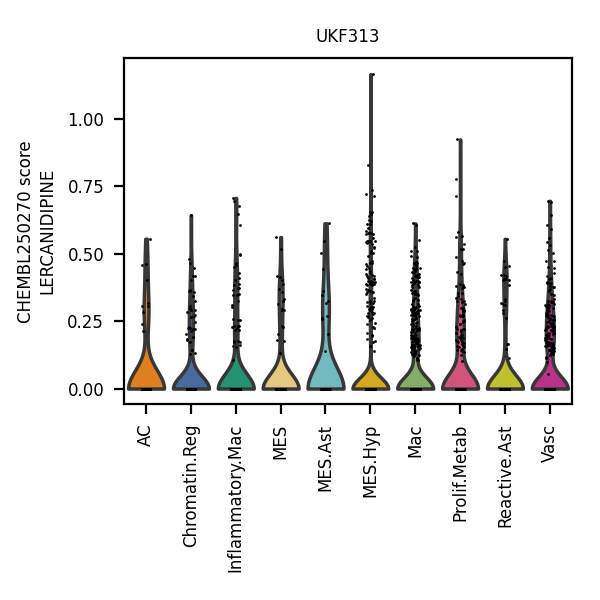 UKF313
CHEMBL250270 score
LERCANIDIPINE
1.00
0.75
0.50
0.25
0.00
AC
Chromatin.Reg
Inflammatory.Mac
MES
MES.Ast
MES.Hyp
Mac
Prolif.Metab
Reactive.Ast
Vasc